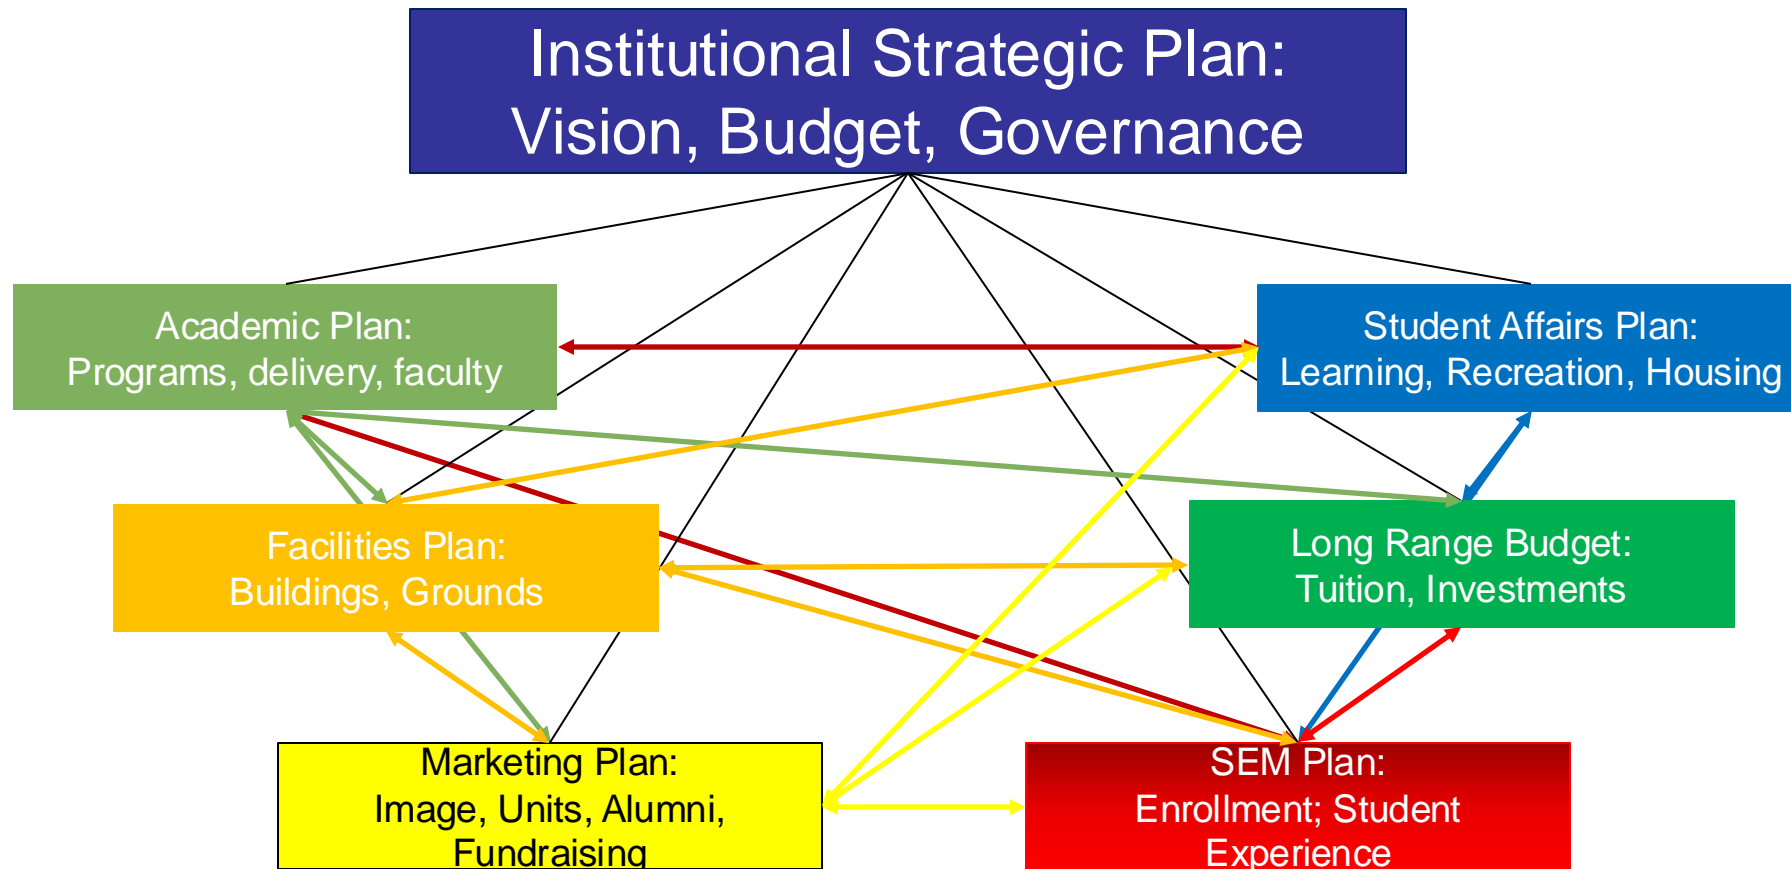 Institutional Strategic Plan:
Vision, Budget, Governance
Academic Plan:
Programs, delivery, faculty
Student Affairs Plan:
Learning, Recreation, Housing
Facilities Plan:
Buildings, Grounds
Long Range Budget:
Tuition, Investments
Marketing Plan:
Image, Units, Alumni,
Fundraising
SEM Plan:
Enrollment; Student
Experience